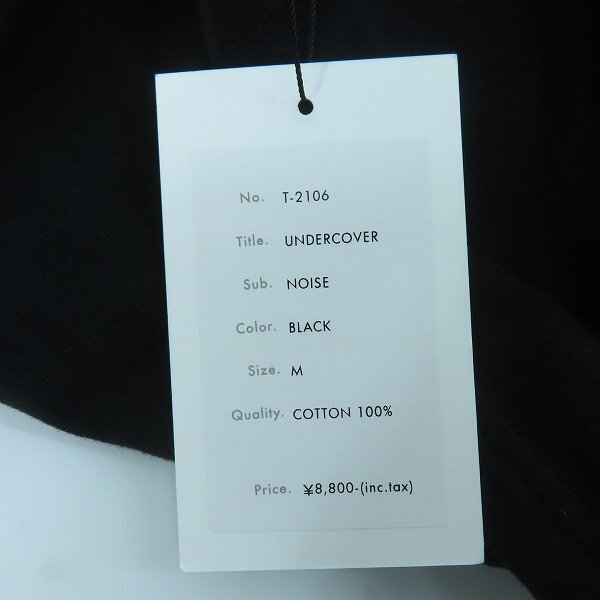 No. T-2106
Title. UNDERCOVER
Sub. NOISE
Color. BLACK
Size. M
Quality. COTTON 100%
Price. ¥8,800-(inc.tax)